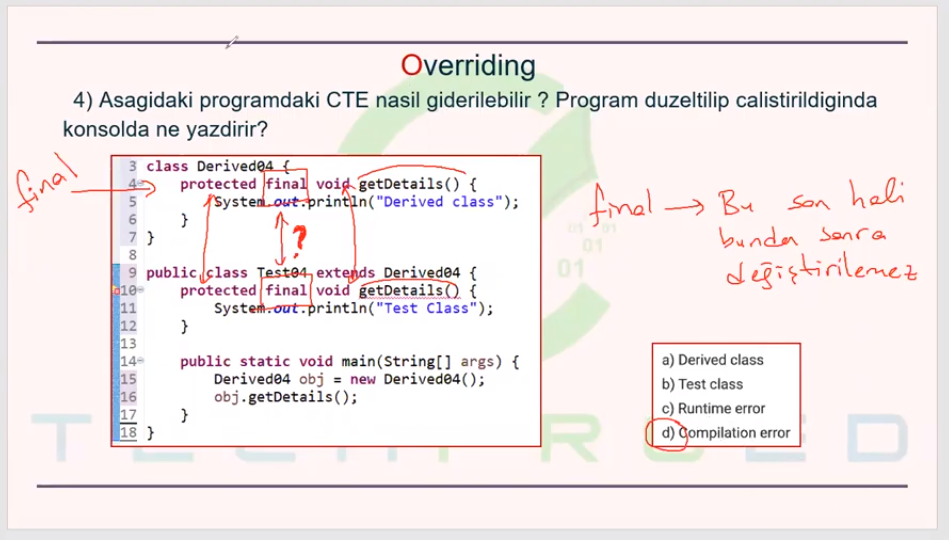 Overriding
4) Asagidaki programdaki CTE nasil giderilebilir ? Program duzeltilip calistirildiginda
konsolda ne yazdirir?
final
3 class Derived04 {
4 protected final void getDetails() {
5 System.out.println("Derived class");
6 }
7 }
8
?
9 public class Test04 extends Derived04 {
10 protected final void getDetails() {
11 System.out.println("Test Class");
12 }
13
14 public static void main(String[] args) {
15 Derived04 obj = new Derived04();
16 obj.getDetails();
17 }
18 }
final → Bu son hali
bundan sonra
değiştirilemez
a) Derived class
b) Test class
c) Runtime error
d) Compilation error
01 01
01
01
TECHPROED